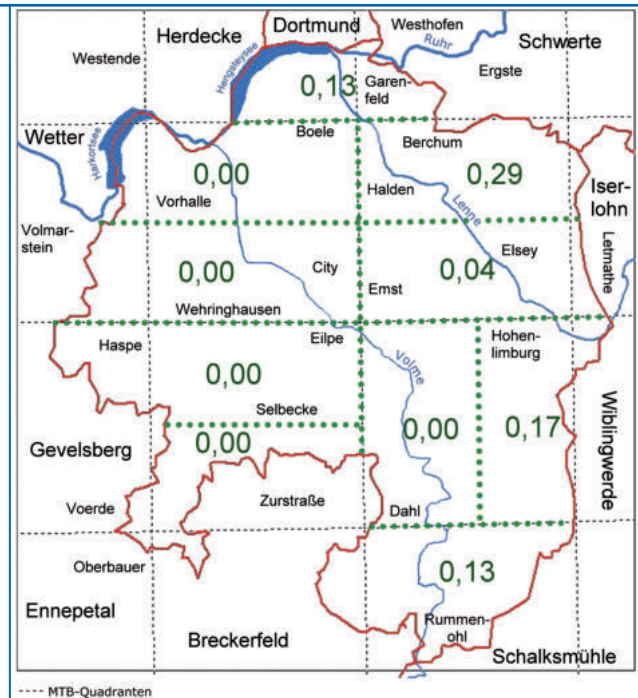 Dortmund
Herdecke
Westhofen
Schwerte
Westende
Hengsteysee
Ruhr
Ergste
0,13
Garen-
feld
Wetter
Harkortsee
Boele
Berchum
0,00
0,29
Iser-
lohn
Vorhalle
Halden
Lenne
Volmar-
stein
Elsey
Letmathe
0,00
City
0,04
Emst
Wehringhausen
Haspe
Eilpe
Hohen-
limburg
Volme
0,00
Selbecke
0,00
0,17
Wiblingwerde
Gevelsberg
0,00
Voerde
Zurstraße
Dahl
Oberbauer
0,13
Ennepetal
Rummen-
ohl
Breckerfeld
Schalksmühle
---- MTB-Quadranten